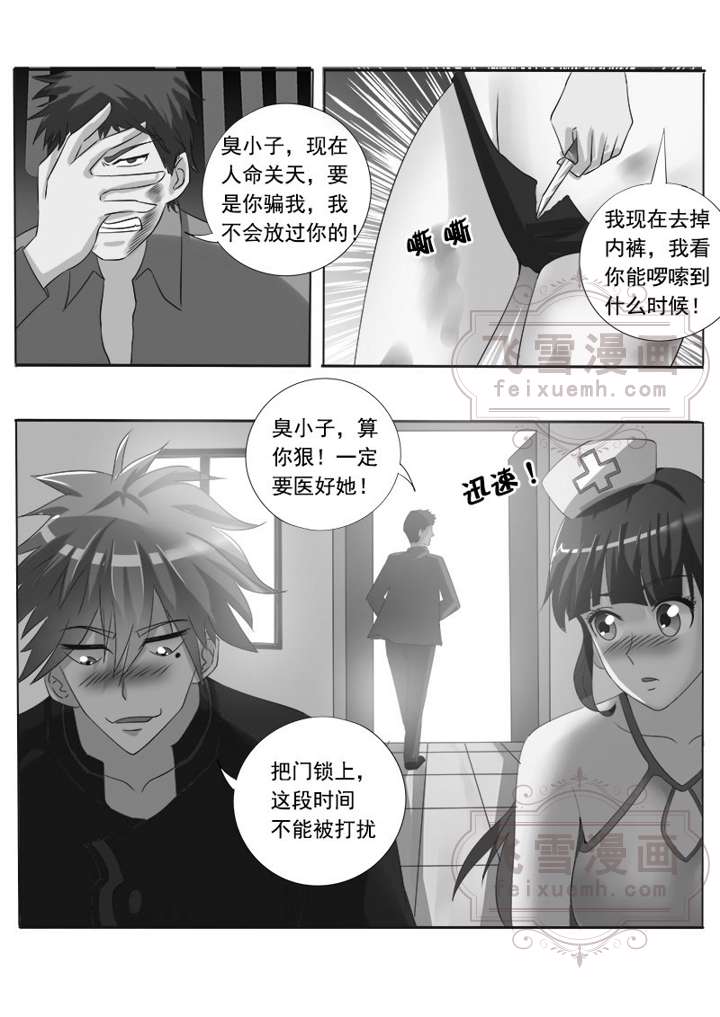 臭小子，现在
人命关天，要
是你骗我，我
不会放过你的！
嘶 嘶
我现在去掉
内裤，我看
你能啰嗦到
什么时候！
飞雪漫画
feixuemh.com
臭小子，算
你狠！一定
要医好她！
迅速！
把门锁上，
这段时间
不能被打扰
飞雪漫画
feixuemh.com